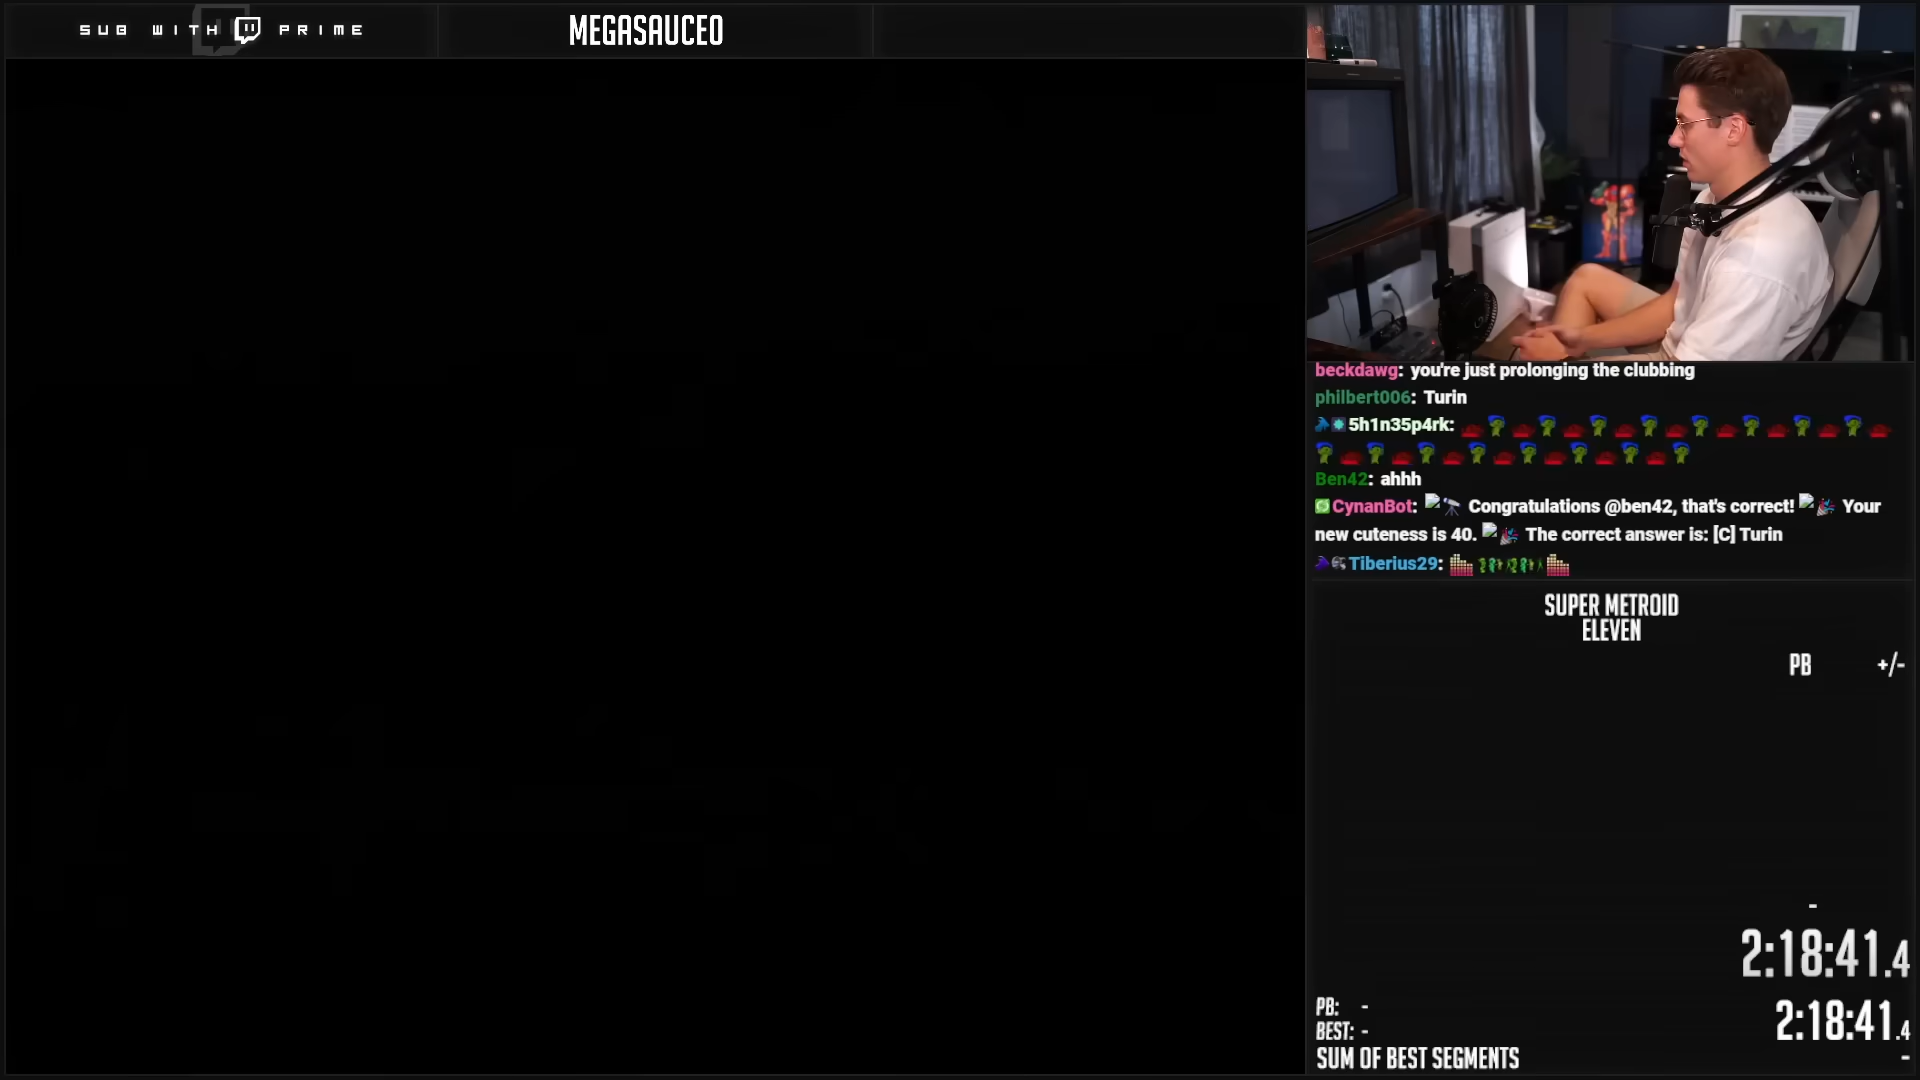 SUB WITH PRIME
MEGASAUCEO
beckdawg: you're just prolonging the clubbing
philbert006: Turin
5h1n35p4rk:
Ben42: ahhh
CynanBot: Congratulations @ben42, that's correct! Your
new cuteness is 40. The correct answer is: [C] Turin
Tiberius29:
SUPER METROID
ELEVEN
PB +/-
-
2:18:41.4
PB: -
2:18:41.4
BEST: -
SUM OF BEST SEGMENTS -